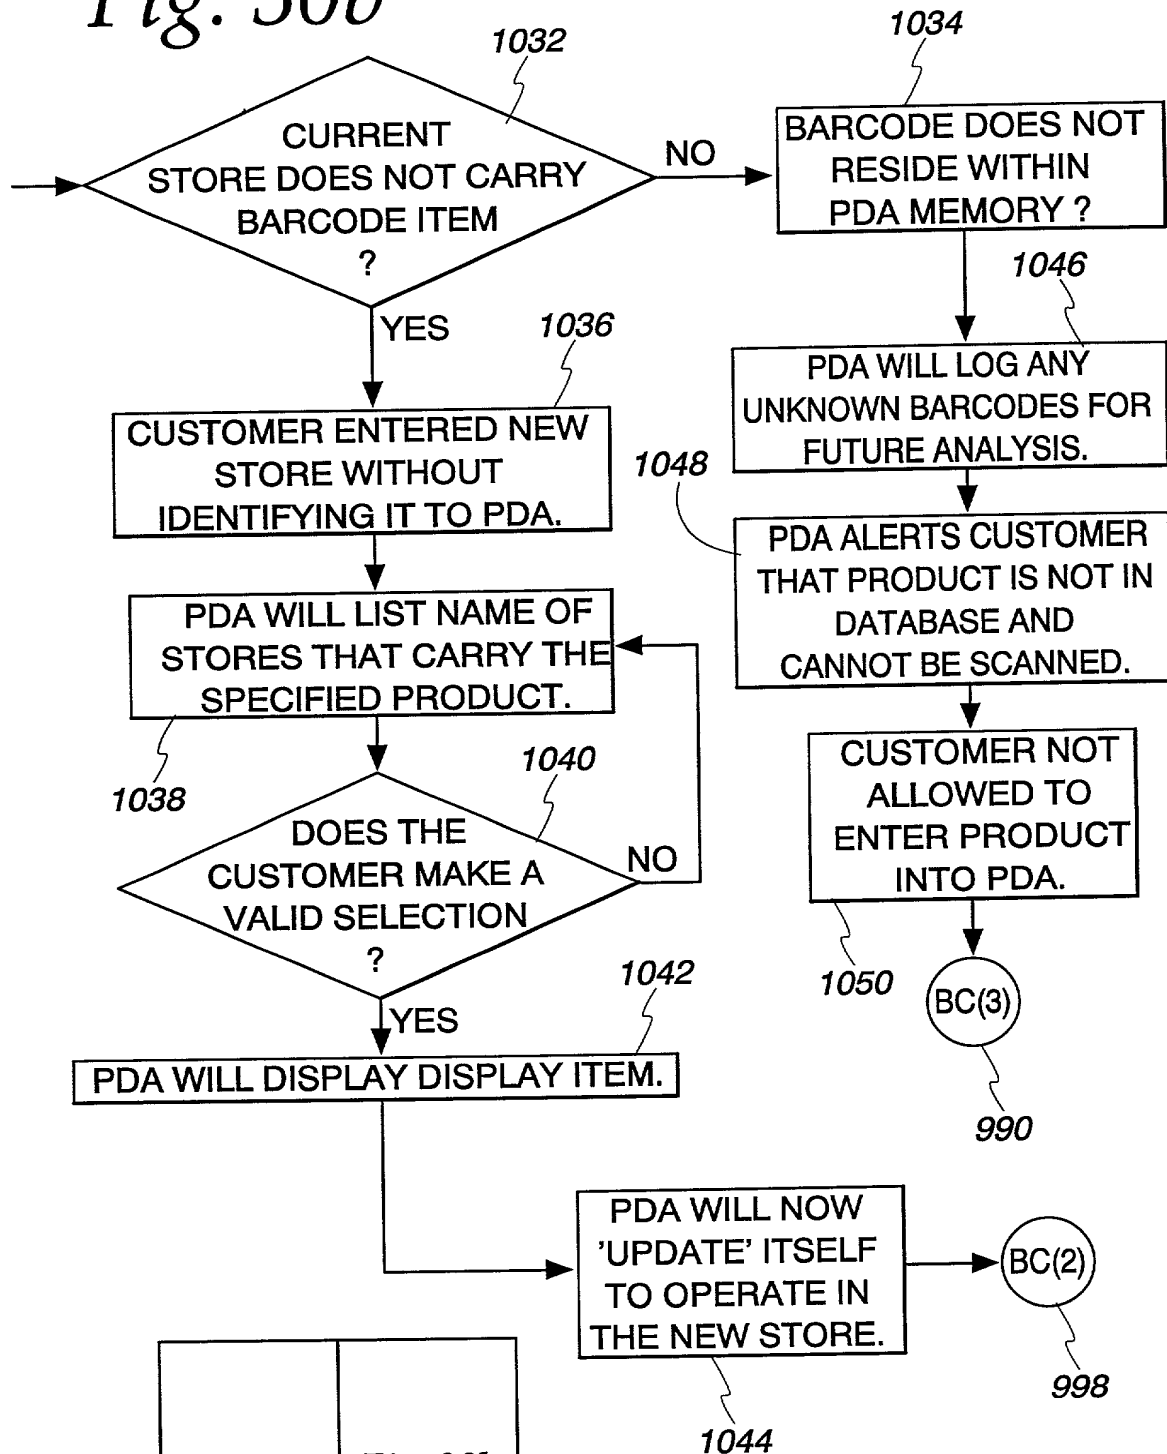 Fig. 30b
1032
CURRENT
STORE DOES NOT CARRY
BARCODE ITEM
?
NO
YES
1034
BARCODE DOES NOT
RESIDE WITHIN
PDA MEMORY ?
1036
CUSTOMER ENTERED NEW
STORE WITHOUT
IDENTIFYING IT TO PDA.
1046
PDA WILL LOG ANY
UNKNOWN BARCODES FOR
FUTURE ANALYSIS.
1048
PDA ALERTS CUSTOMER
THAT PRODUCT IS NOT IN
DATABASE AND
CANNOT BE SCANNED.
PDA WILL LIST NAME OF
STORES THAT CARRY THE
SPECIFIED PRODUCT.
1038
1040
DOES THE
CUSTOMER MAKE A
VALID SELECTION
?
NO
YES
CUSTOMER NOT
ALLOWED TO
ENTER PRODUCT
INTO PDA.
1050
BC(3)
990
1042
PDA WILL DISPLAY DISPLAY ITEM.
PDA WILL NOW
'UPDATE' ITSELF
TO OPERATE IN
THE NEW STORE.
1044
BC(2)
998